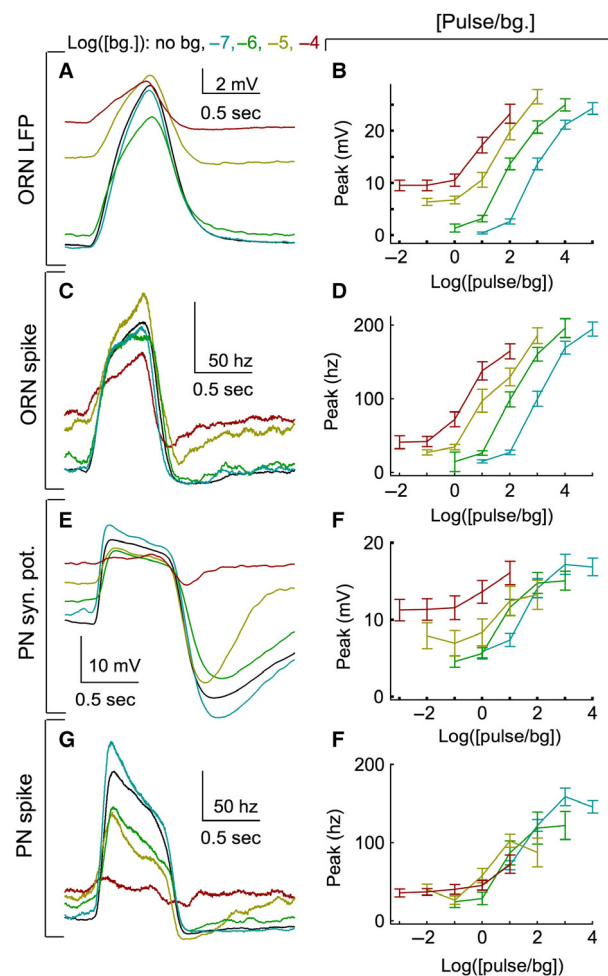 [Pulse/bg.]
Log([bg.]): no bg, –7, –6, –5, –4
A
2 mV
0.5 sec
ORN LFP
B
Peak (mV)
20
10
0
–2 0 2 4
Log([pulse/bg])
C
50 hz
0.5 sec
ORN spike
D
Peak (hz)
200
100
0
–2 0 2 4
Log([pulse/bg])
E
10 mV
0.5 sec
PN syn. pot.
F
Peak (mV)
20
10
0
–2 0 2 4
Log([pulse/bg])
G
50 hz
0.5 sec
PN spike
F
Peak (hz)
200
100
0
–2 0 2 4
Log([pulse/bg])